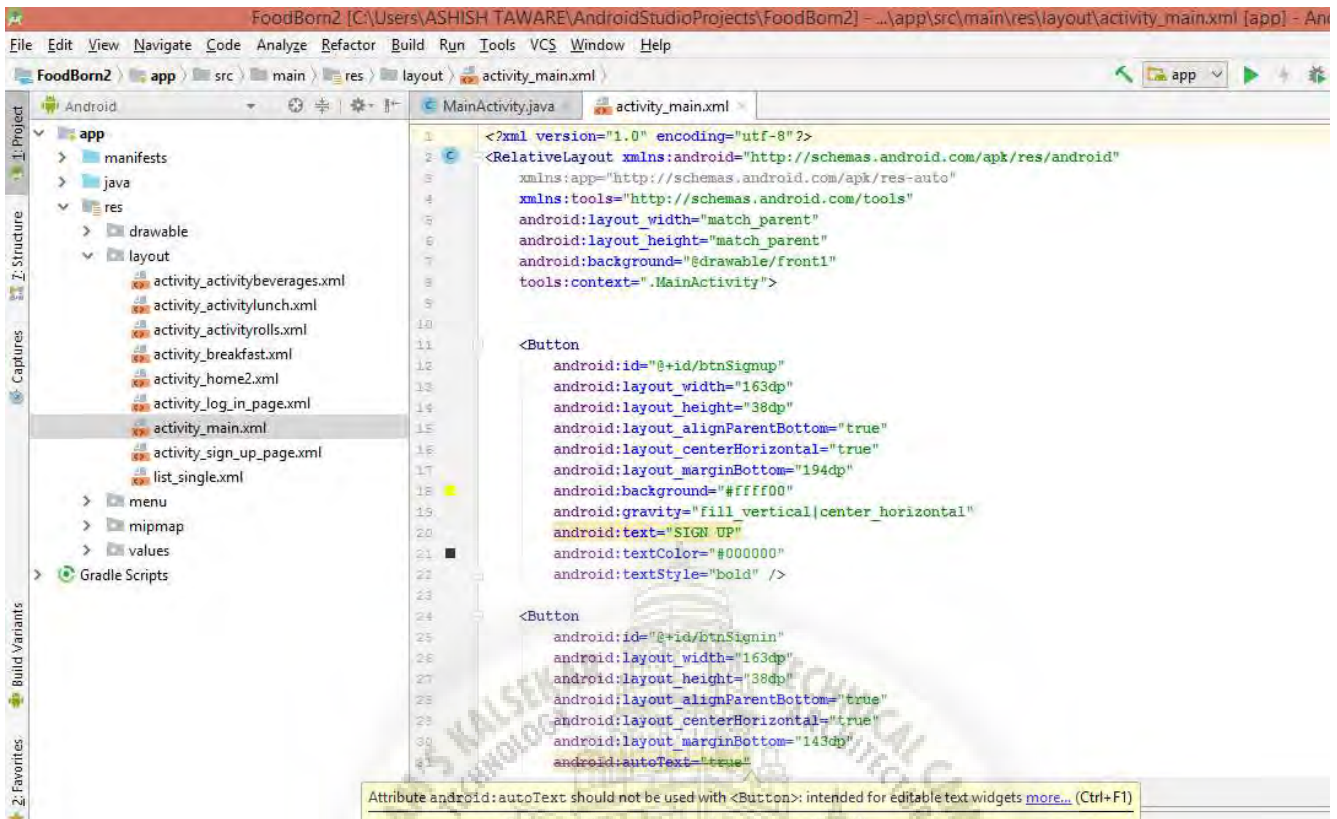 FoodBorn2 [C:\Users\ASHISH TAWARE\AndroidStudioProjects\FoodBorn2] - ...\app\src\main\res\layout\activity_main.xml [app] - An
File Edit View Navigate Code Analyze Refactor Build Run Tools VCS Window Help
FoodBorn2 app src main res layout activity_main.xml
app
Android
MainActivity.java
activity_main.xml
1: Project
7: Structure
Captures
Build Variants
2: Favorites
app
manifests
java
res
drawable
layout
activity_activitybeverages.xml
activity_activitylunch.xml
activity_activityrolls.xml
activity_breakfast.xml
activity_home2.xml
activity_log_in_page.xml
activity_main.xml
activity_sign_up_page.xml
list_single.xml
menu
mipmap
values
Gradle Scripts
1 <?xml version="1.0" encoding="utf-8"?>
2 <RelativeLayout xmlns:android="http://schemas.android.com/apk/res/android"
3 xmlns:app="http://schemas.android.com/apk/res-auto"
4 xmlns:tools="http://schemas.android.com/tools"
5 android:layout_width="match_parent"
6 android:layout_height="match_parent"
7 android:background="@drawable/front1"
8 tools:context=".MainActivity">
9
10
11 <Button
12 android:id="@+id/btnSignup"
13 android:layout_width="163dp"
14 android:layout_height="38dp"
15 android:layout_alignParentBottom="true"
16 android:layout_centerHorizontal="true"
17 android:layout_marginBottom="194dp"
18 android:background="#ffff00"
19 android:gravity="fill_vertical|center_horizontal"
20 android:text="SIGN UP"
21 android:textColor="#000000"
22 android:textStyle="bold" />
23
24 <Button
25 android:id="@+id/btnSignin"
26 android:layout_width="163dp"
27 android:layout_height="38dp"
28 android:layout_alignParentBottom="true"
29 android:layout_centerHorizontal="true"
30 android:layout_marginBottom="143dp"
31 android:autoText="true"
Attribute android:autoText should not be used with <Button>: intended for editable text widgets more... (Ctrl+F1)
KALSEKAR TECHNICAL